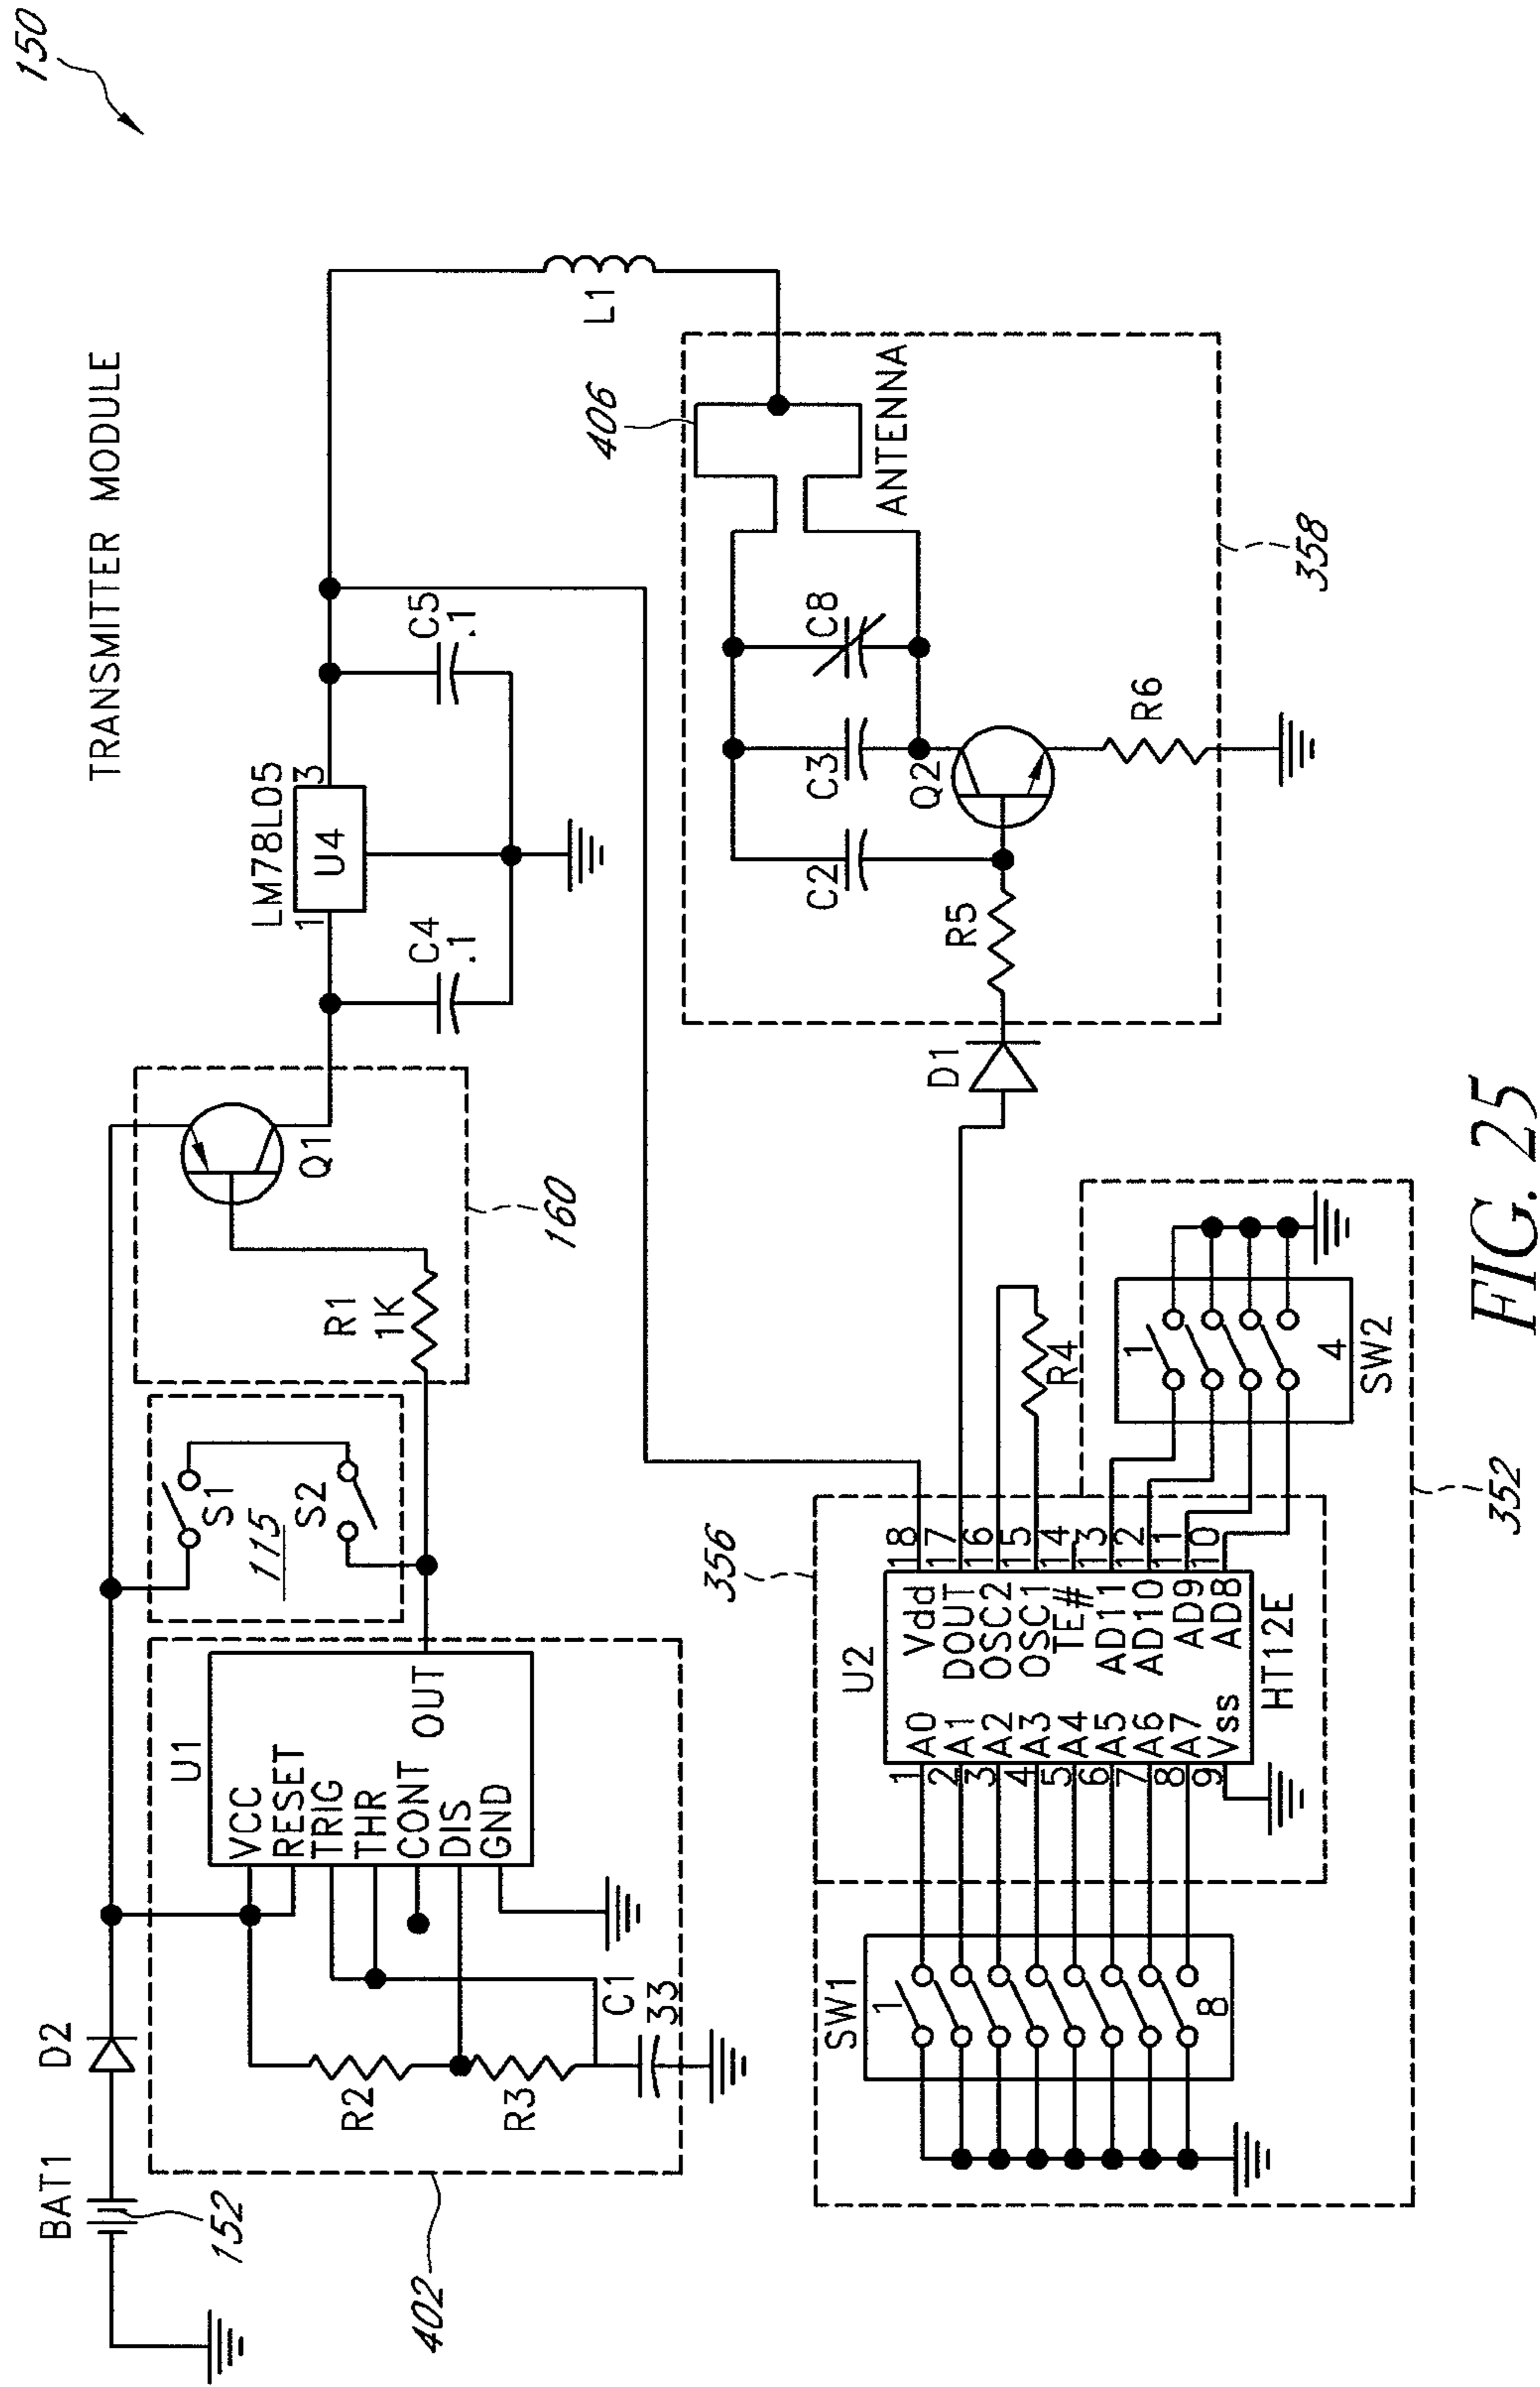 150
TRANSMITTER MODULE
BAT1
152
D2
402
U1
VCC
RESET
TRIG
THR
CONT
DIS
GND
OUT
R2
R3
C1
33
S1
115
S2
R1
1K
Q1
160
LM78L05
1
U4
3
C4
.1
C5
.1
L1
406
ANTENNA
C2
C3
C8
Q2
R5
R6
D1
358
356
U2
A0
A1
A2
A3
A4
A5
A6
A7
Vss
1
2
3
4
5
6
7
8
9
Vdd
DOUT
OSC2
OSC1
TE#
AD11
AD10
AD9
AD8
18
17
16
15
14
13
12
11
10
HT12E
R4
SW1
1
8
1
4
SW2
352
FIG. 25